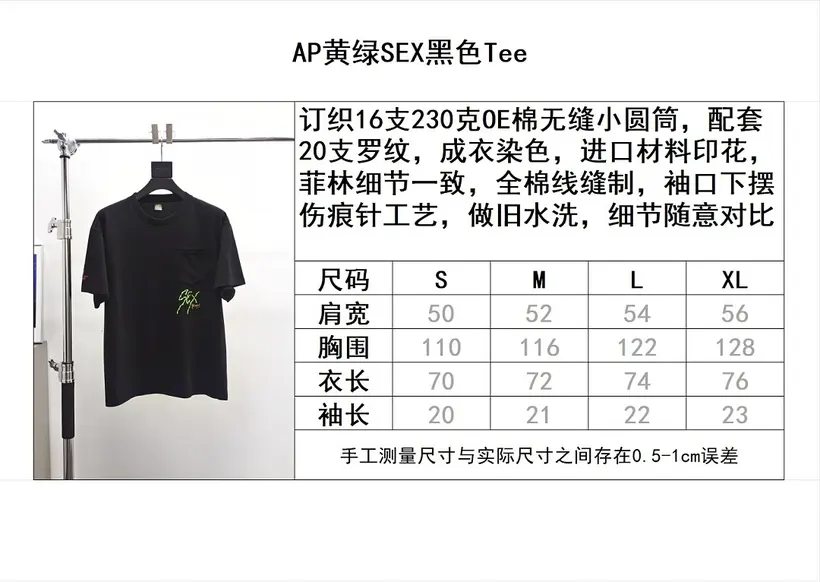 AP黄绿SEX黑色Tee
订织16支230克OE棉无缝小圆筒，配套
20支罗纹，成衣染色，进口材料印花，
菲林细节一致，全棉线缝制，袖口下摆
伤痕针工艺，做旧水洗，细节随意对比
尺码 S M L XL
肩宽 50 52 54 56
胸围 110 116 122 128
衣长 70 72 74 76
袖长 20 21 22 23
手工测量尺寸与实际尺寸之间存在0.5-1cm误差
SEX